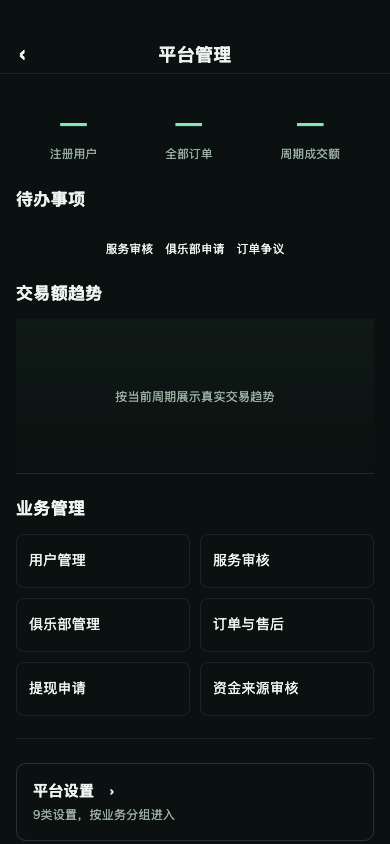 ‹ 平台管理
— — —
注册用户 全部订单 周期成交额
待办事项
服务审核 俱乐部申请 订单争议
交易额趋势
按当前周期展示真实交易趋势
业务管理
用户管理 服务审核
俱乐部管理 订单与售后
提现申请 资金来源审核
平台设置 ›
9类设置，按业务分组进入